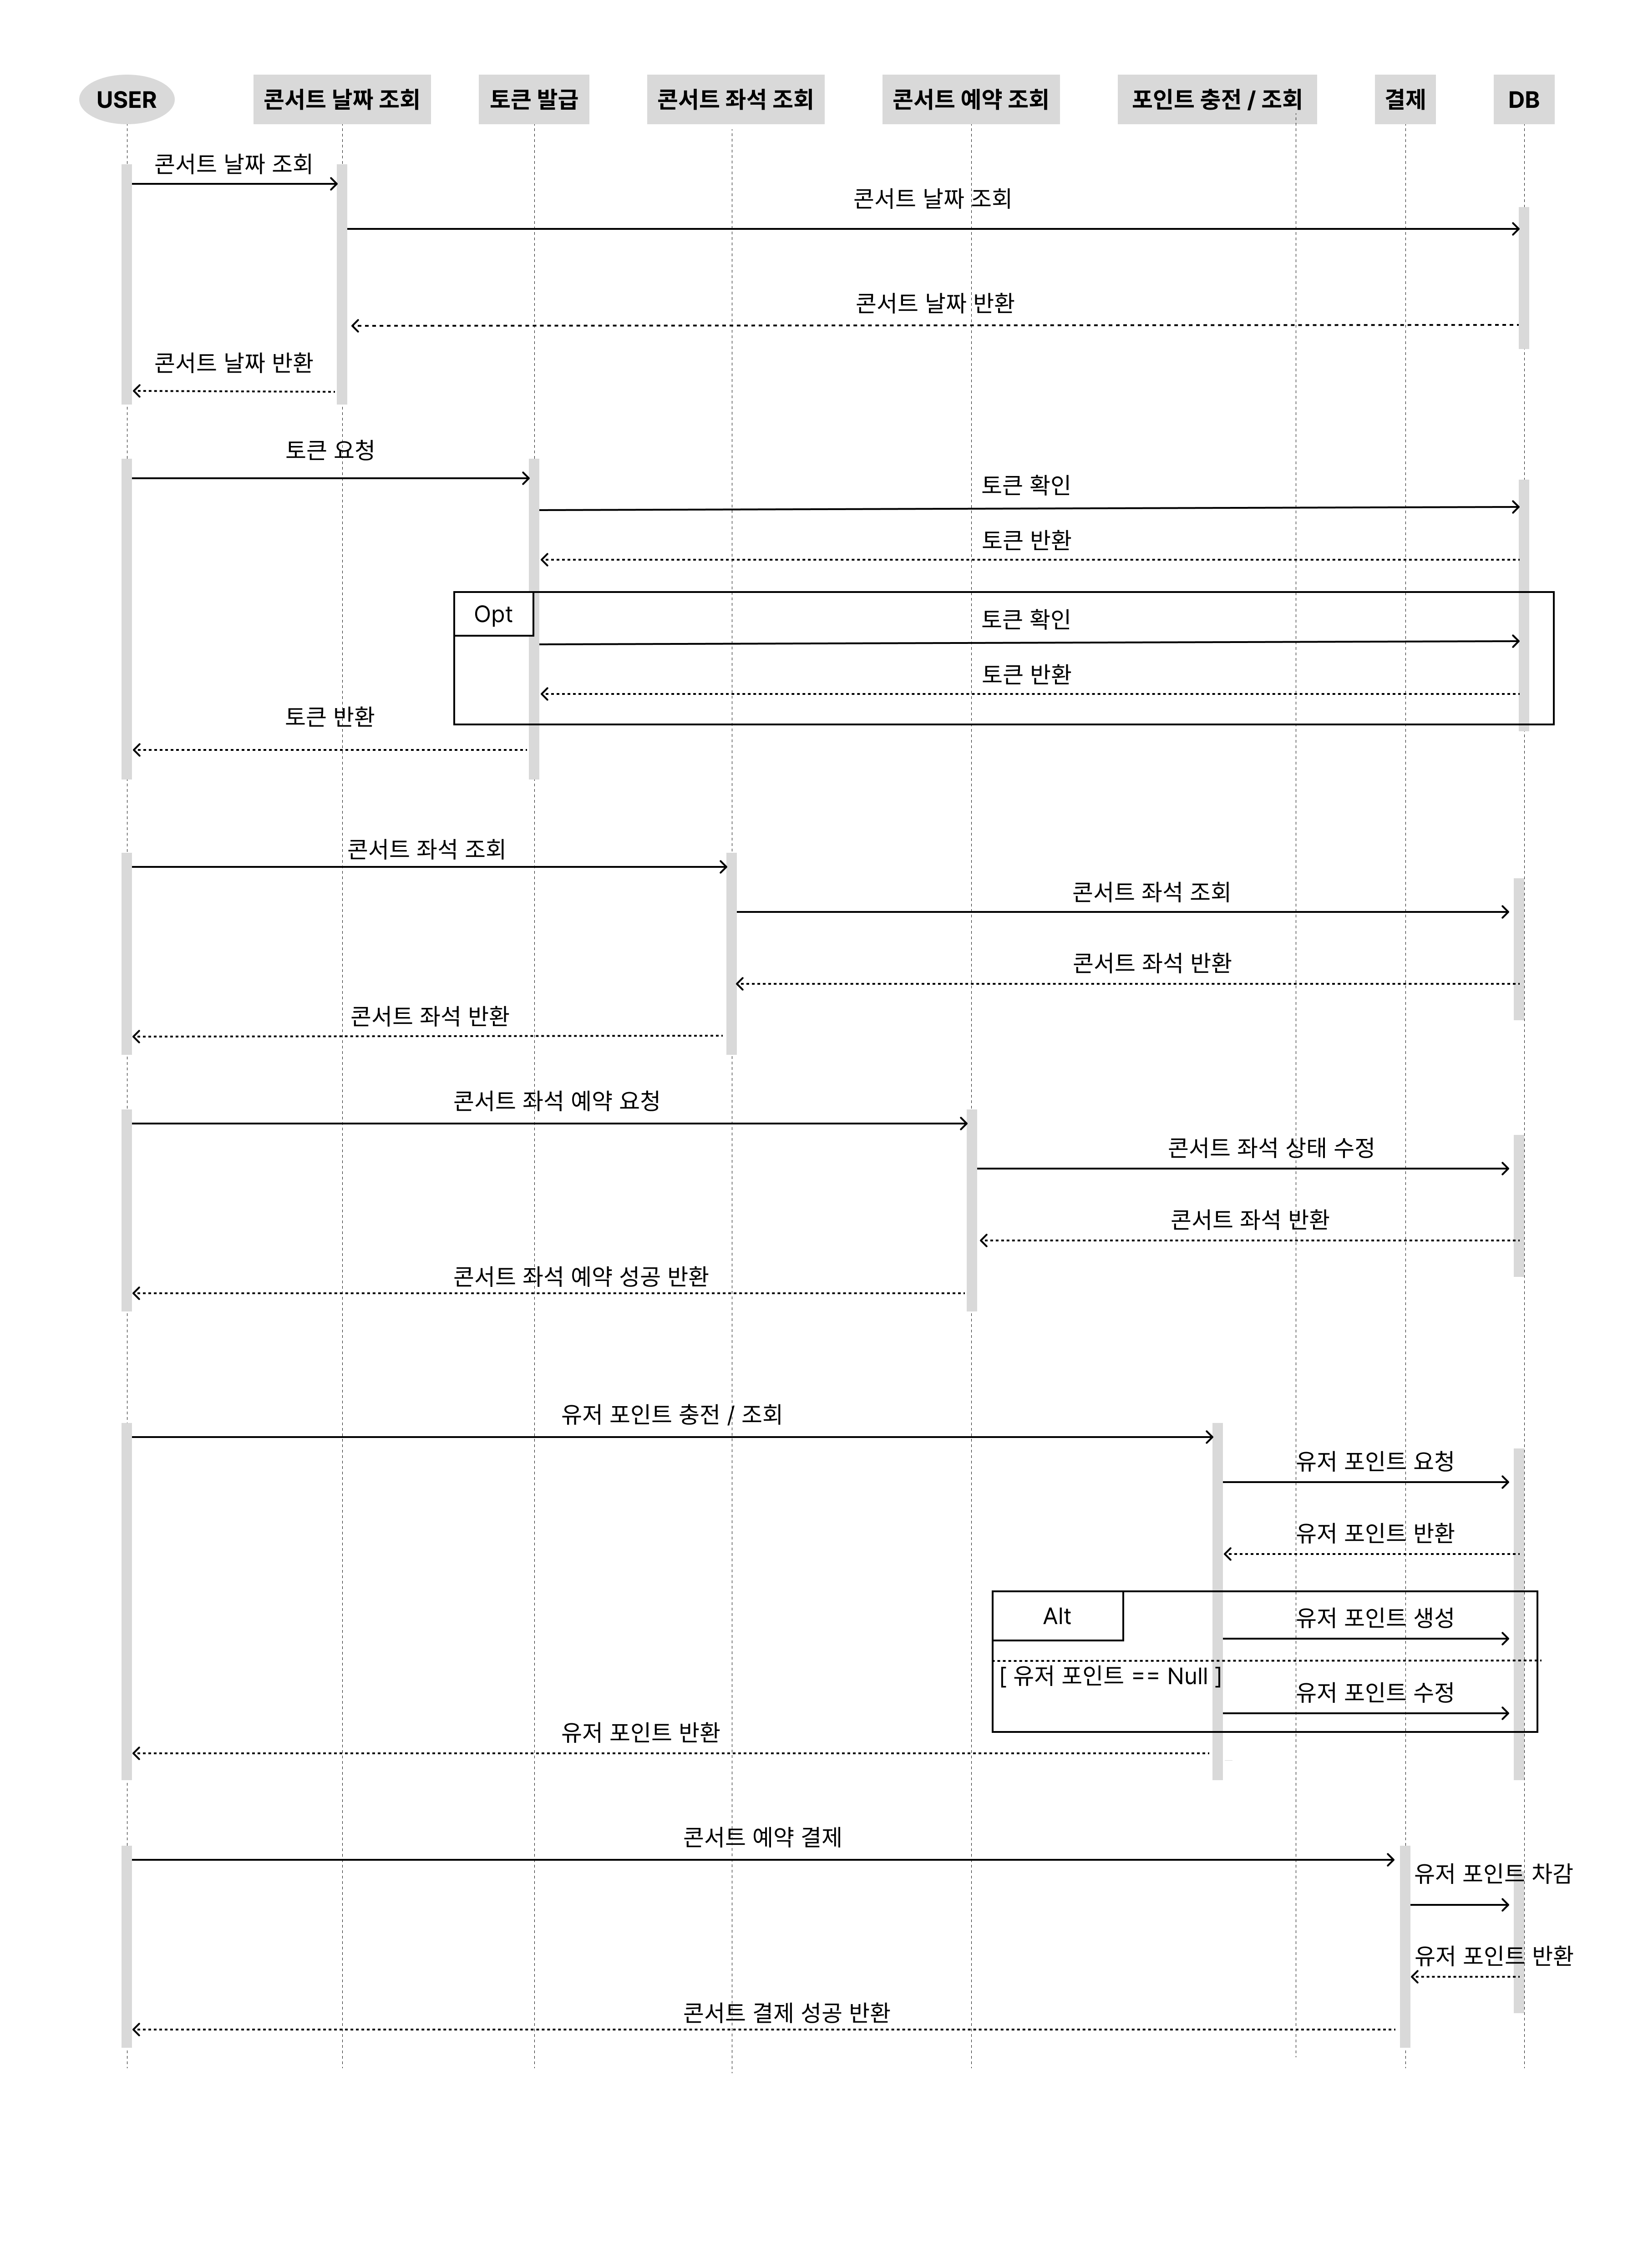 USER
콘서트 날짜 조회
토큰 발급
콘서트 좌석 조회
콘서트 예약 조회
포인트 충전 / 조회
결제
DB
콘서트 날짜 조회
콘서트 날짜 조회
콘서트 날짜 반환
콘서트 날짜 반환
토큰 요청
토큰 확인
토큰 반환
Opt
토큰 확인
토큰 반환
토큰 반환
콘서트 좌석 조회
콘서트 좌석 조회
콘서트 좌석 반환
콘서트 좌석 반환
콘서트 좌석 예약 요청
콘서트 좌석 상태 수정
콘서트 좌석 반환
콘서트 좌석 예약 성공 반환
유저 포인트 충전 / 조회
유저 포인트 요청
유저 포인트 반환
Alt
유저 포인트 생성
[ 유저 포인트 == Null ]
유저 포인트 수정
유저 포인트 반환
콘서트 예약 결제
유저 포인트 차감
유저 포인트 반환
콘서트 결제 성공 반환